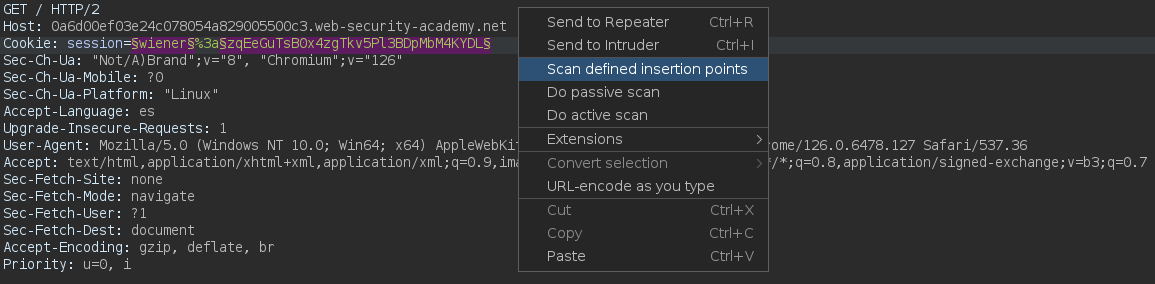 GET / HTTP/2
Host: 0a6d00ef03e24c078054a829005500c3.web-security-academy.net
Cookie: session=§wiener§%3a§zqEeGuTsBOx4zgTkv5Pl3BDpMbM4KYDL§
Sec-Ch-Ua: "Not/A)Brand";v="8", "Chromium";v="126"
Sec-Ch-Ua-Mobile: ?0
Sec-Ch-Ua-Platform: "Linux"
Accept-Language: es
Upgrade-Insecure-Requests: 1
User-Agent: Mozilla/5.0 (Windows NT 10.0; Win64; x64) AppleWebKit ome/126.0.6478.127 Safari/537.36
Accept: text/html,application/xhtml+xml,application/xml;q=0.9,ima */*;q=0.8,application/signed-exchange;v=b3;q=0.7
Sec-Fetch-Site: none
Sec-Fetch-Mode: navigate
Sec-Fetch-User: ?1
Sec-Fetch-Dest: document
Accept-Encoding: gzip, deflate, br
Priority: u=0, i
Send to Repeater Ctrl+R
Send to Intruder Ctrl+I
Scan defined insertion points
Do passive scan
Do active scan
Extensions
Convert selection
URL-encode as you type
Cut Ctrl+X
Copy Ctrl+C
Paste Ctrl+V